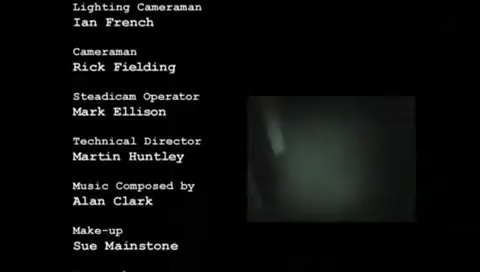 Lighting Cameraman
Ian French
Cameraman
Rick Fielding
Steadicam Operator
Mark Ellison
Technical Director
Martin Huntley
Music Composed by
Alan Clark
Make-up
Sue Mainstone